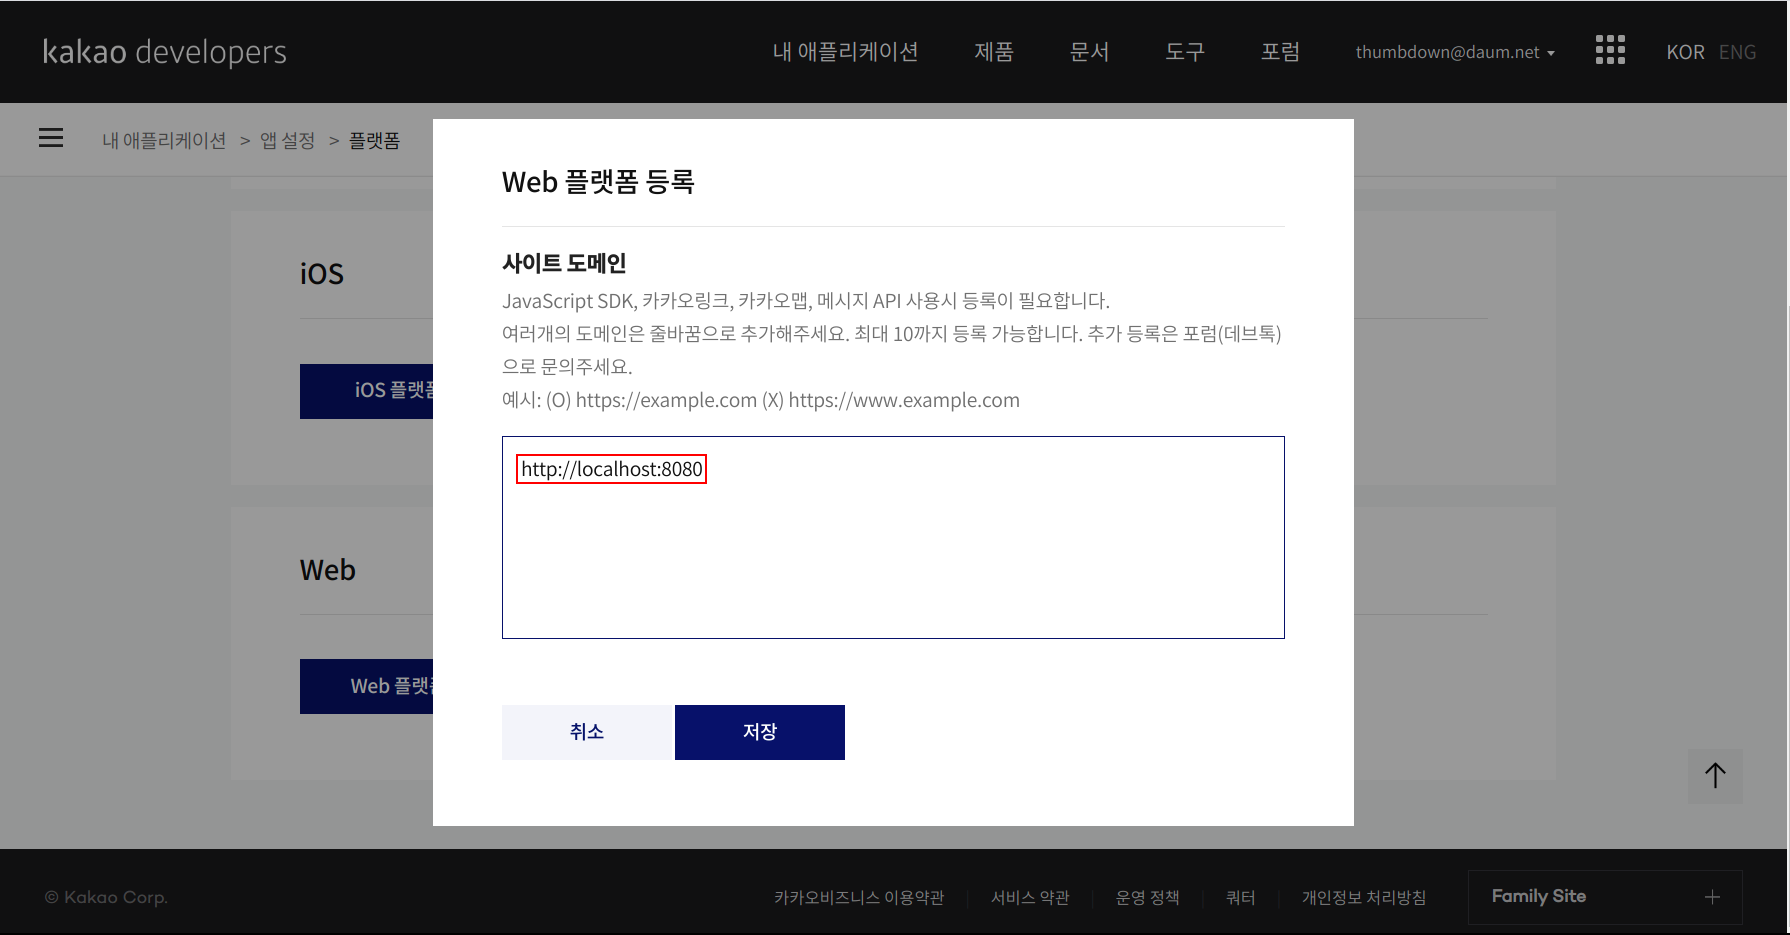 kakao developers
내 애플리케이션 제품 문서 도구 포럼 thumbdown@daum.net KOR ENG
내 애플리케이션 > 앱 설정 > 플랫폼
Web 플랫폼 등록
사이트 도메인
JavaScript SDK, 카카오링크, 카카오맵, 메시지 API 사용시 등록이 필요합니다.
여러개의 도메인은 줄바꿈으로 추가해주세요. 최대 10까지 등록 가능합니다. 추가 등록은 포럼(데브톡)
으로 문의주세요.
예시: (O) https://example.com (X) https://www.example.com
http://localhost:8080
취소 저장
iOS
iOS 플랫폼
Web
Web 플랫
© Kakao Corp.
카카오비즈니스 이용약관 서비스 약관 운영 정책 쿼터 개인정보 처리방침
Family Site +